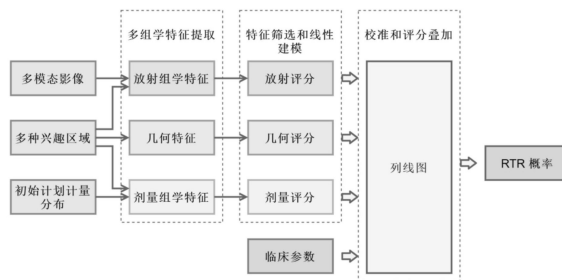 多组学特征提取
特征筛选和线性
建模
校准和评分叠加
多模态影像
放射组学特征
放射评分
多种兴趣区域
几何特征
几何评分
列线图
RTR 概率
初始计划计量
分布
剂量组学特征
剂量评分
临床参数